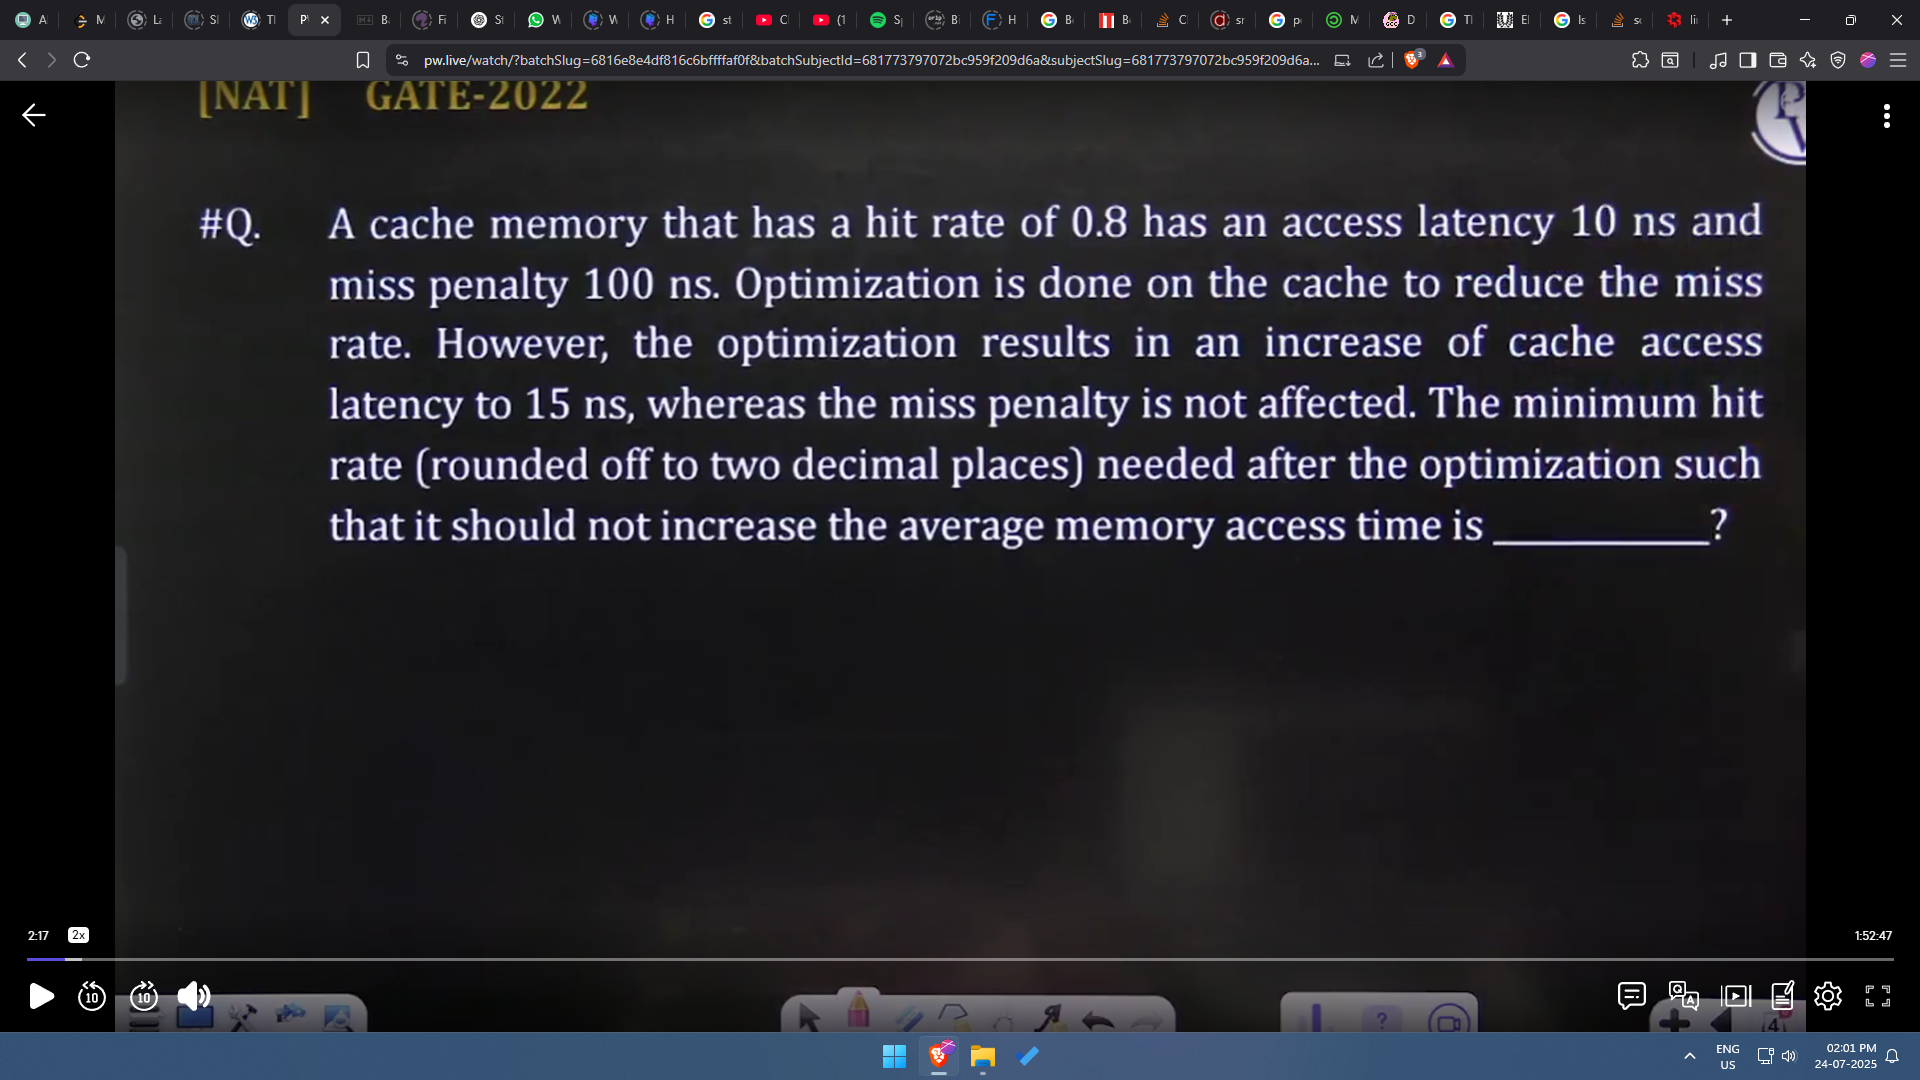 pw.live/watch/?batchSlug=6816e8e4df816c6bffffaf0f&batchSubjectId=681773797072bc959f209d6a&subjectSlug=681773797072bc959f209d6a...
3
[NAT] GATE-2022
#Q. A cache memory that has a hit rate of 0.8 has an access latency 10 ns and
miss penalty 100 ns. Optimization is done on the cache to reduce the miss
rate. However, the optimization results in an increase of cache access
latency to 15 ns, whereas the miss penalty is not affected. The minimum hit
rate (rounded off to two decimal places) needed after the optimization such
that it should not increase the average memory access time is __________?
2:17 2x
1:52:47
10 10
ENG
US
02:01 PM
24-07-2025